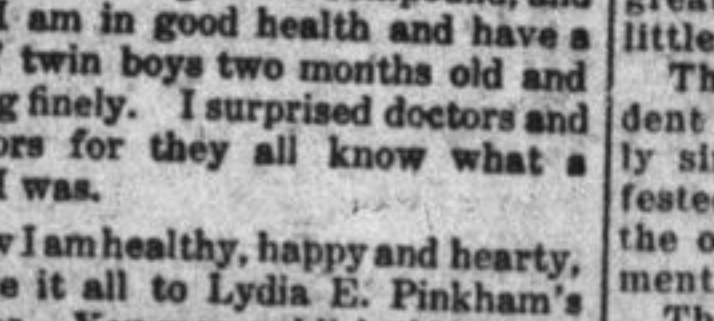 I am in good health and have a
twin boys two months old and
finely. I surprised doctors and
ors for they all know what a
I was.
I am healthy, happy and hearty,
e it all to Lydia E. Pinkham's
little
Th
dent
ly si
feste
the o
ment
Th